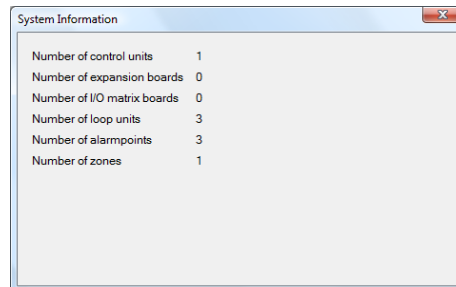 System Information
Number of control units 1
Number of expansion boards 0
Number of I/O matrix boards 0
Number of loop units 3
Number of alarmpoints 3
Number of zones 1